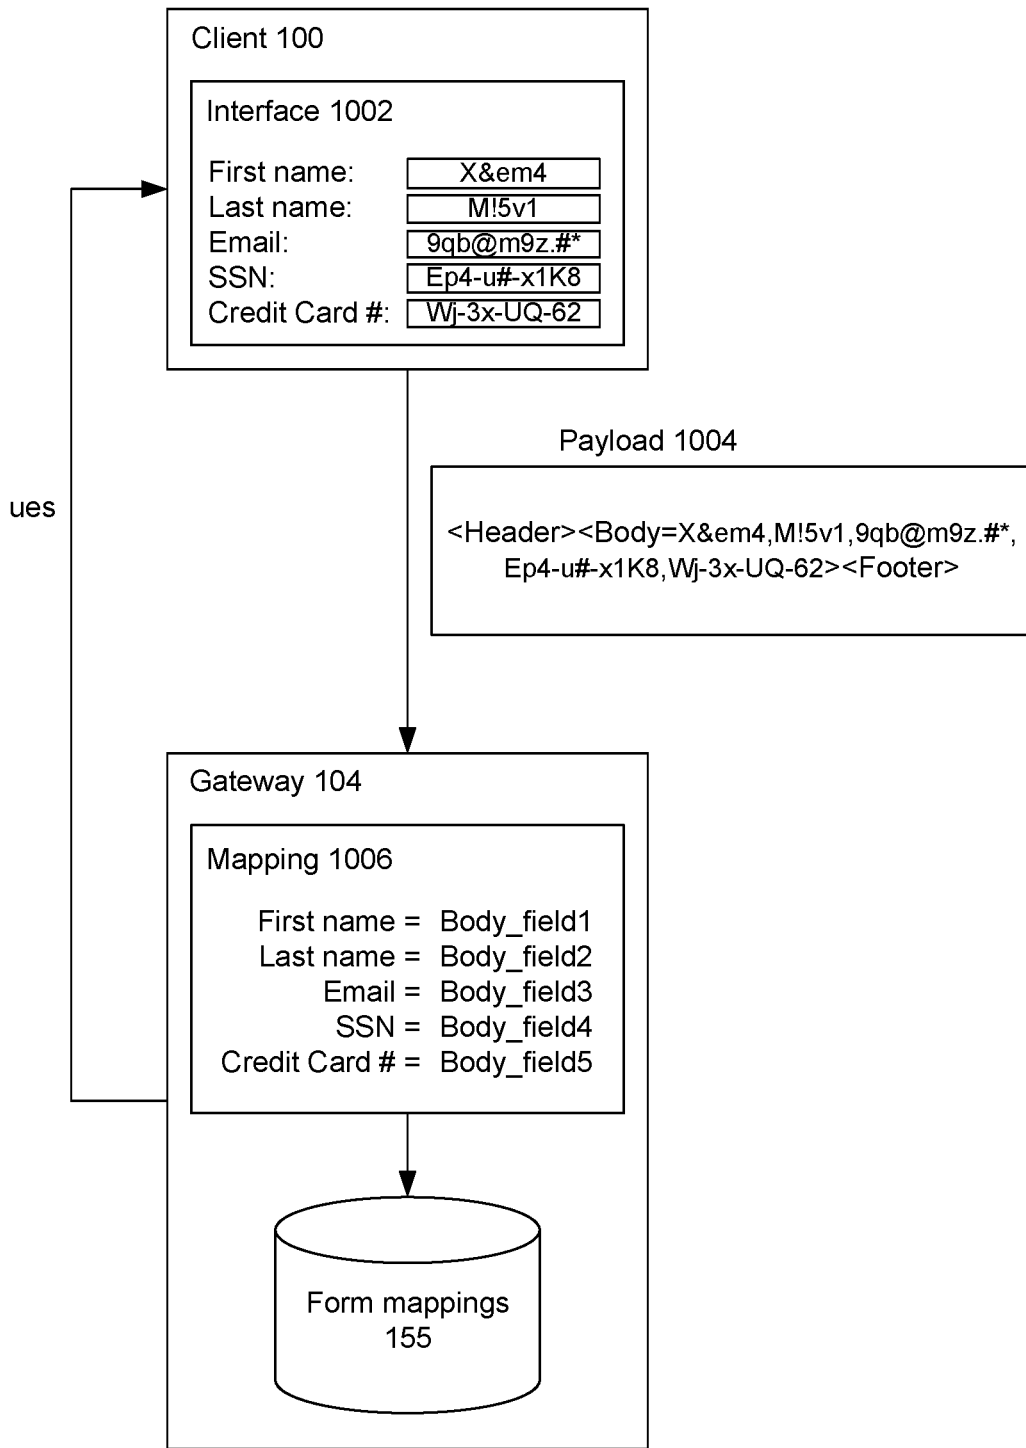 Client 100
Interface 1002
First name: X&em4
Last name: M!5v1
Email: 9qb@m9z.#*
SSN: Ep4-u#-x1K8
Credit Card #: Wj-3x-UQ-62
Payload 1004
<Header><Body=X&em4,M!5v1,9qb@m9z.#*,
Ep4-u#-x1K8,Wj-3x-UQ-62><Footer>
ues
Gateway 104
Mapping 1006
First name = Body_field1
Last name = Body_field2
Email = Body_field3
SSN = Body_field4
Credit Card # = Body_field5
Form mappings
155